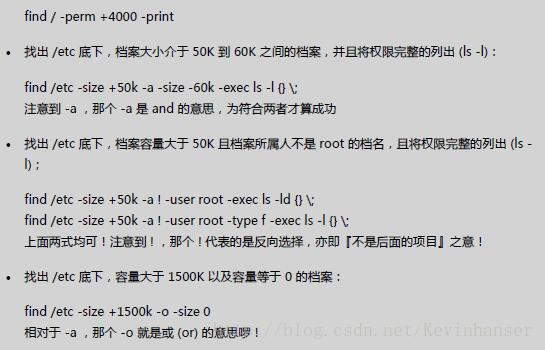 find / -perm +4000 -print
• 找出 /etc 底下，档案大小介于 50K 到 60K 之间的档案，并且将权限完整的列出 (ls -l)：
find /etc -size +50k -a -size -60k -exec ls -l {} \;
注意到 -a ，那个 -a 是 and 的意思，为符合两者才算成功
• 找出 /etc 底下，档案容量大于 50K 且档案所属人不是 root 的档名，且将权限完整的列出 (ls -
l)；
find /etc -size +50k -a ! -user root -exec ls -ld {} \;
find /etc -size +50k -a ! -user root -type f -exec ls -l {} \;
上面两式均可！注意到 !，那个 ! 代表的是反向选择，亦即『不是后面的项目』之意！
• 找出 /etc 底下，容量大于 1500K 以及容量等于 0 的档案：
find /etc -size +1500k -o -size 0
相对于 -a ，那个 -o 就是或 (or) 的意思啰！
https://blog.csdn.net/Kevinhanser